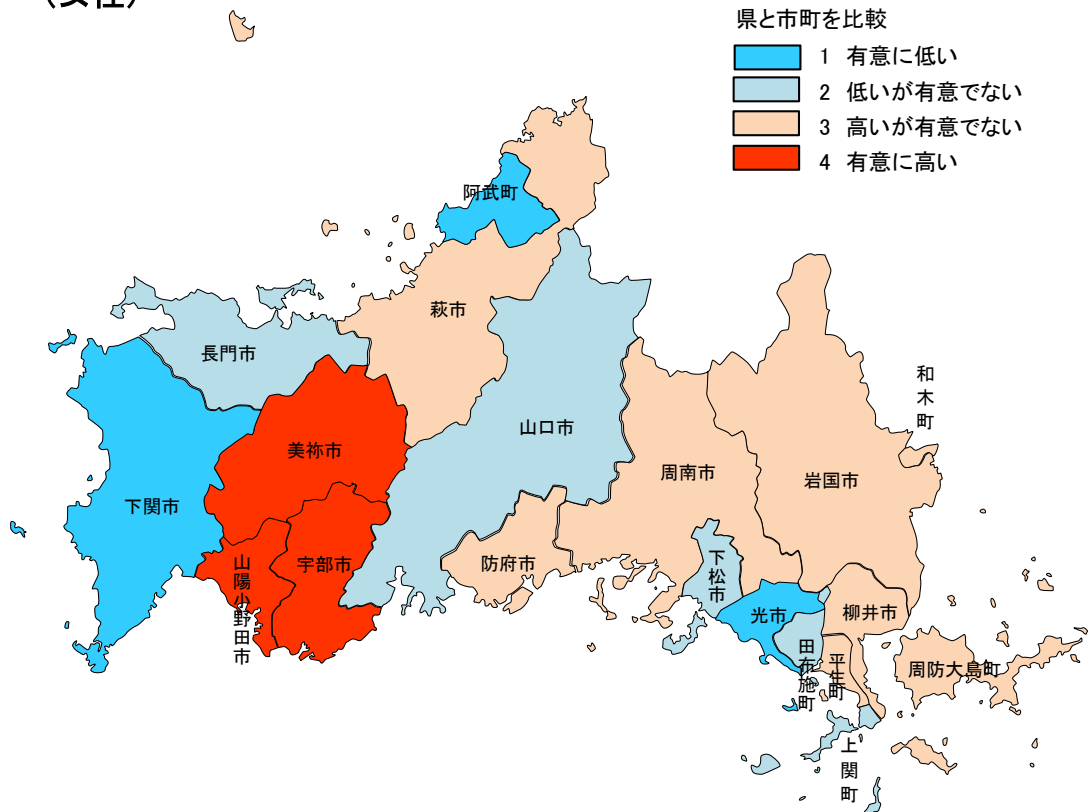 （女性）
県と市町を比較
1 有意に低い
2 低いが有意でない
3 高いが有意でない
4 有意に高い
阿武町
萩市
長門市
和木町
山口市
美祢市
周南市
岩国市
下関市
山陽小野田市
宇部市
防府市
下松市
光市
柳井市
田布施町
平生町
周防大島町
上関町